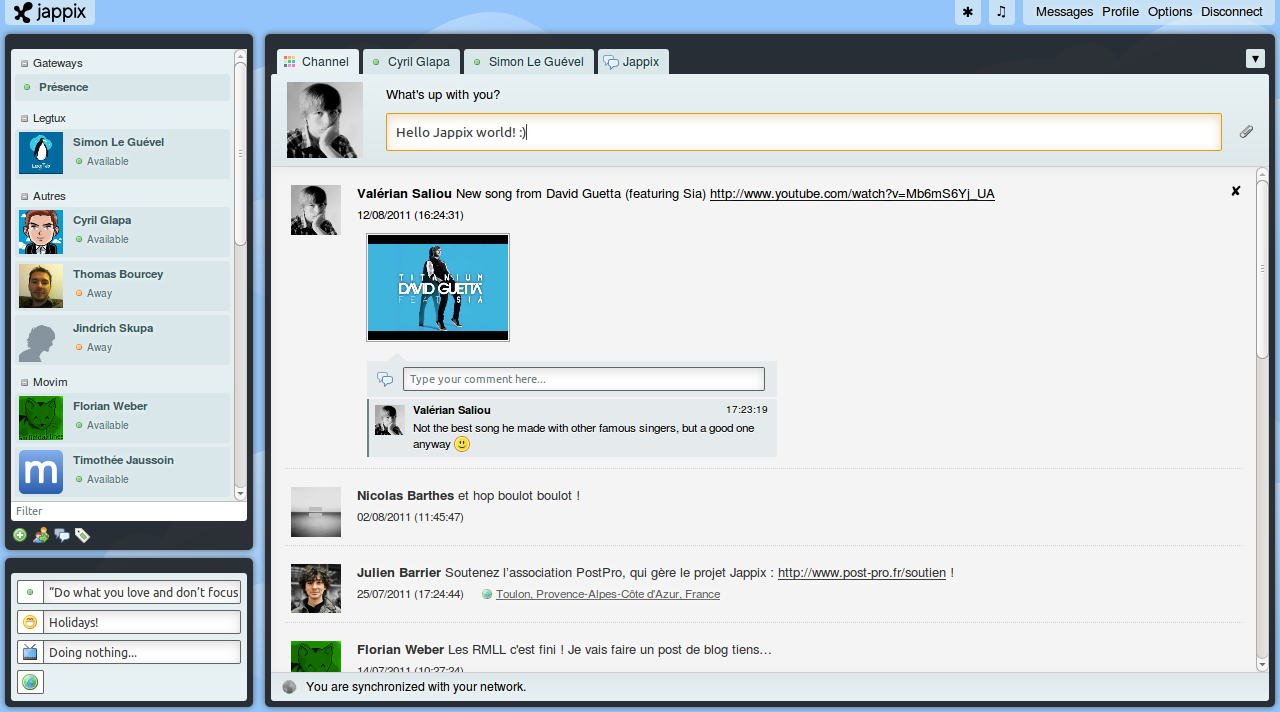 jappix
✱ ♫ Messages Profile Options Disconnect
Gateways
Présence
Legtux
Simon Le Guével
Available
Autres
Cyril Glapa
Available
Thomas Bourcey
Away
Jindrich Skupa
Away
Movim
Florian Weber
Available
Timothée Jaussoin
Available
Filter
"Do what you love and don't focus
Holidays!
Doing nothing...
Channel Cyril Glapa Simon Le Guével Jappix
What's up with you?
Hello Jappix world! :)
Valérian Saliou New song from David Guetta (featuring Sia) http://www.youtube.com/watch?v=Mb6mS6Yj_UA
12/08/2011 (16:24:31)
TITANIUM
DAVID GUETTA
FEAT SIA
Type your comment here...
Valérian Saliou 17:23:19
Not the best song he made with other famous singers, but a good one
anyway
Nicolas Barthes et hop boulot boulot !
02/08/2011 (11:45:47)
Julien Barrier Soutenez l'association PostPro, qui gère le projet Jappix : http://www.post-pro.fr/soutien !
25/07/2011 (17:24:44) Toulon, Provence-Alpes-Côte d'Azur, France
Florian Weber Les RMLL c'est fini ! Je vais faire un post de blog tiens...
14/07/2011 (10:27:24)
You are synchronized with your network.